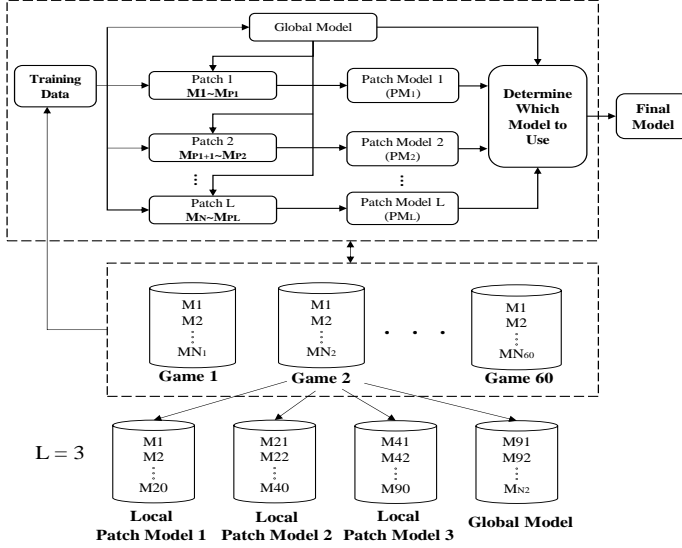 Global Model
Training
Data
Patch 1
M1~MP1
Patch Model 1
(PM1)
Determine
Which
Model to
Use
Final
Model
Patch 2
MP1+1~MP2
Patch Model 2
(PM2)
Patch L
MN~MPL
Patch Model L
(PML)
M1
M2
MN1
Game 1
M1
M2
MN2
Game 2
M1
M2
MN60
Game 60
L = 3
M1
M2
M20
Local
Patch Model 1
M21
M22
M40
Local
Patch Model 2
M41
M42
M90
Local
Patch Model 3
M91
M92
MN2
Global Model